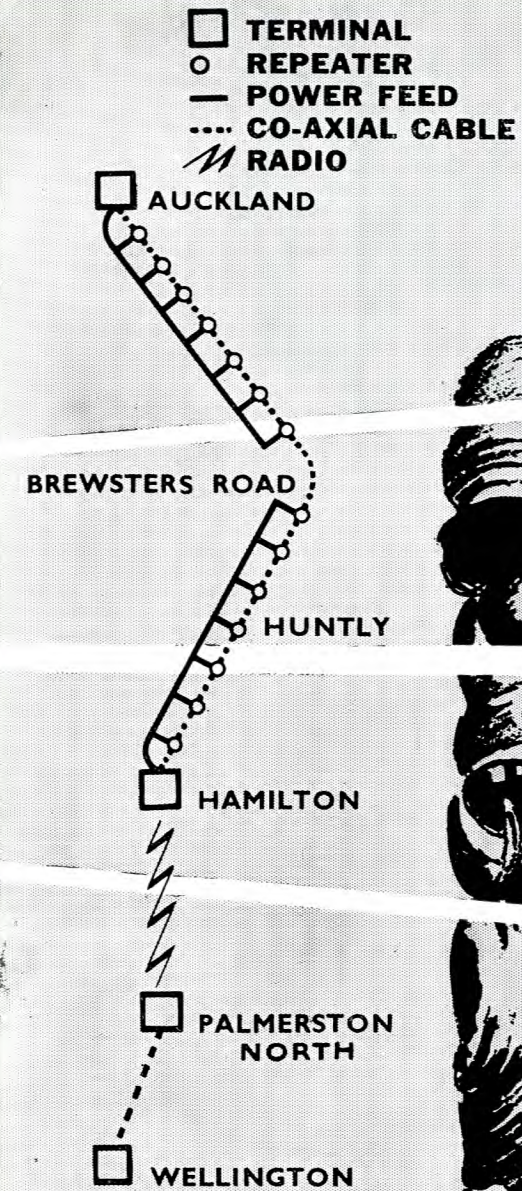 TERMINAL
REPEATER
POWER FEED
CO-AXIAL CABLE
RADIO
AUCKLAND
BREWSTERS ROAD
HUNTLY
HAMILTON
PALMERSTON
NORTH
WELLINGTON